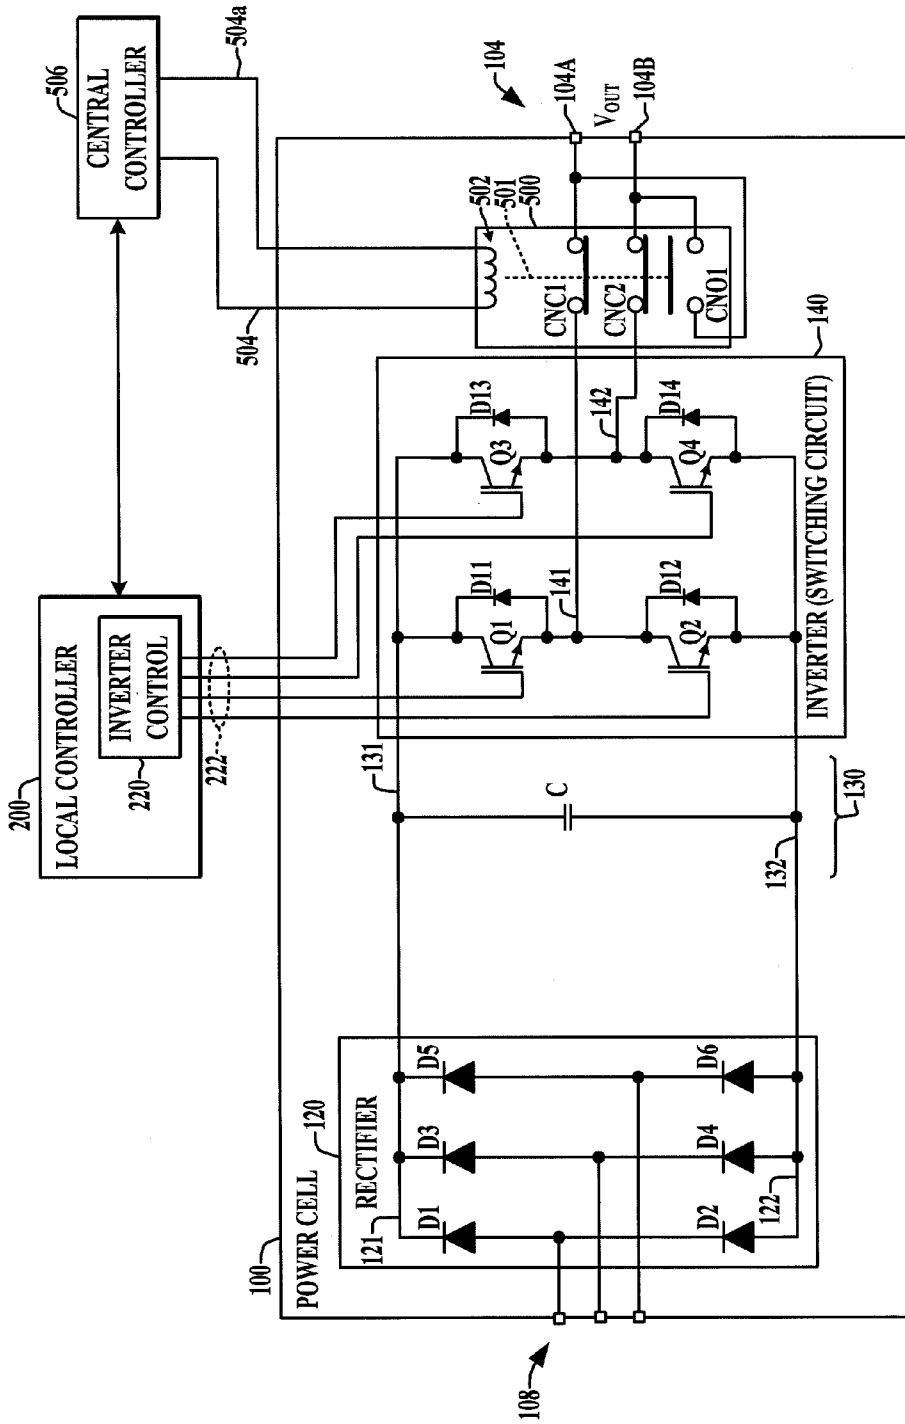 200
LOCAL CONTROLLER
INVERTER
CONTROL
220
222
506
CENTRAL
CONTROLLER
504
504a
100
POWER CELL
120
RECTIFIER
121
D1
D3
D5
D2
D4
D6
122
108
131
C
132
130
Q1
D11
Q3
D13
141
142
Q2
D12
Q4
D14
INVERTER (SWITCHING CIRCUIT)
140
502
501
500
CNC1
CNC2
CNO1
104
104A
VOUT
104B